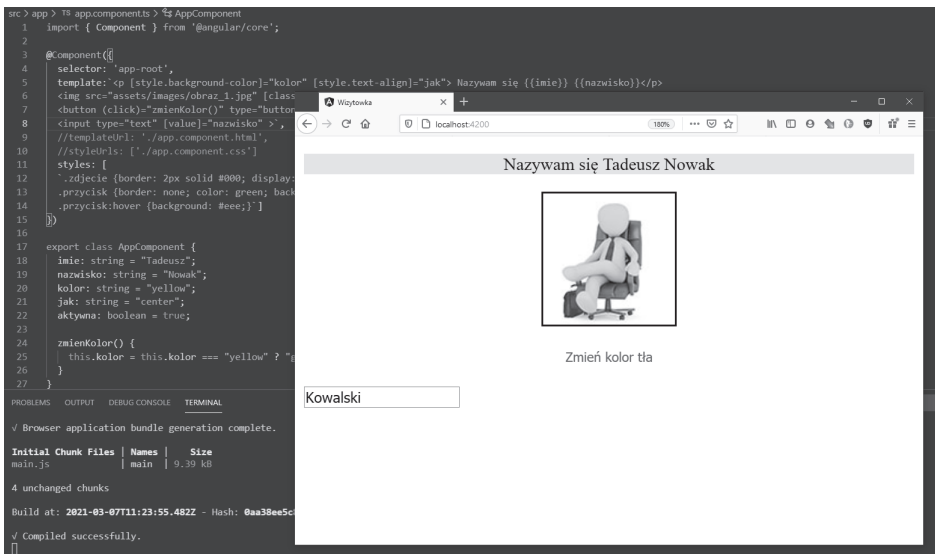 src > app > TS app.component.ts > AppComponent
1 import { Component } from '@angular/core';
2
3 @Component({
4 selector: 'app-root',
5 template:`<p [style.background-color]="kolor" [style.text-align]="jak"> Nazywam się {{imie}} {{nazwisko}}</p>
6 <img src="assets/images/obraz_1.jpg" [class
7 <button (click)="zmienKolor()" type="button
8 <input type="text" [value]="nazwisko" >`,
9 //templateUrl: './app.component.html',
10 //styleUrls: ['./app.component.css']
11 styles: [
12 `.zdjecie {border: 2px solid #000; display:
13 .przycisk {border: none; color: green; back
14 .przycisk:hover {background: #eee;}`]
15 })
16
17 export class AppComponent {
18 imie: string = "Tadeusz";
19 nazwisko: string = "Nowak";
20 kolor: string = "yellow";
21 jak: string = "center";
22 aktywna: boolean = true;
23
24 zmienKolor() {
25 this.kolor = this.kolor === "yellow" ? "g
26 }
27 }
PROBLEMS OUTPUT DEBUG CONSOLE TERMINAL
√ Browser application bundle generation complete.
Initial Chunk Files | Names | Size
main.js | main | 9.39 kB
4 unchanged chunks
Build at: 2021-03-07T11:23:55.482Z - Hash: 0aa38ee5c
√ Compiled successfully.
Wizytówka
localhost:4200 180%
Nazywam się Tadeusz Nowak
Zmień kolor tła
Kowalski